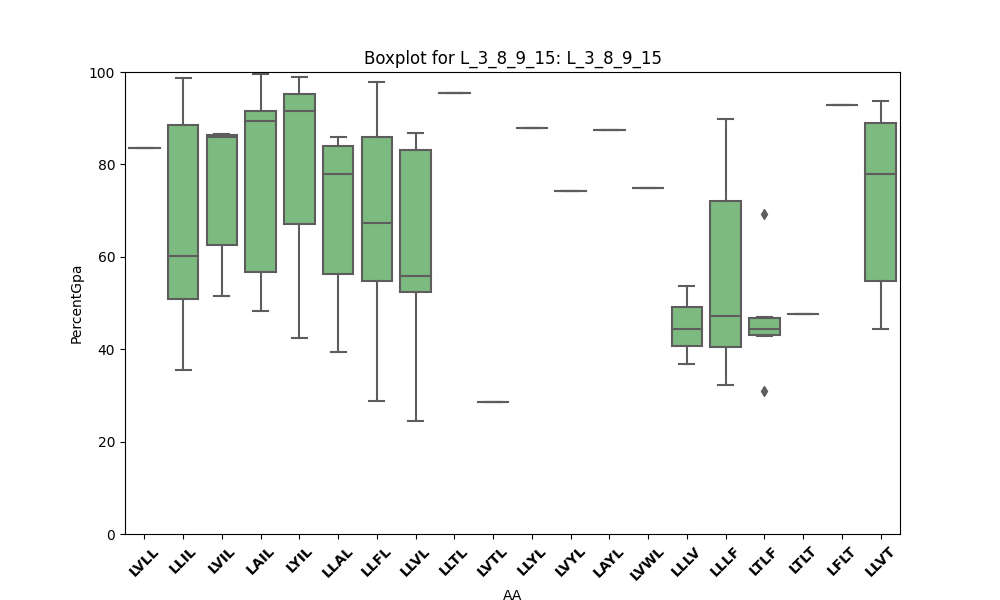 Boxplot for L_3_8_9_15: L_3_8_9_15
PercentGpa
100
80
60
40
20
0
LVLL LLIL LVIL LAIL LYIL LLAL LLFL LLVL LLTL LVTL LLYL LVYL LAYL LVWL LLLV LLLF LTLF LTLT LFLT LLVT
AA